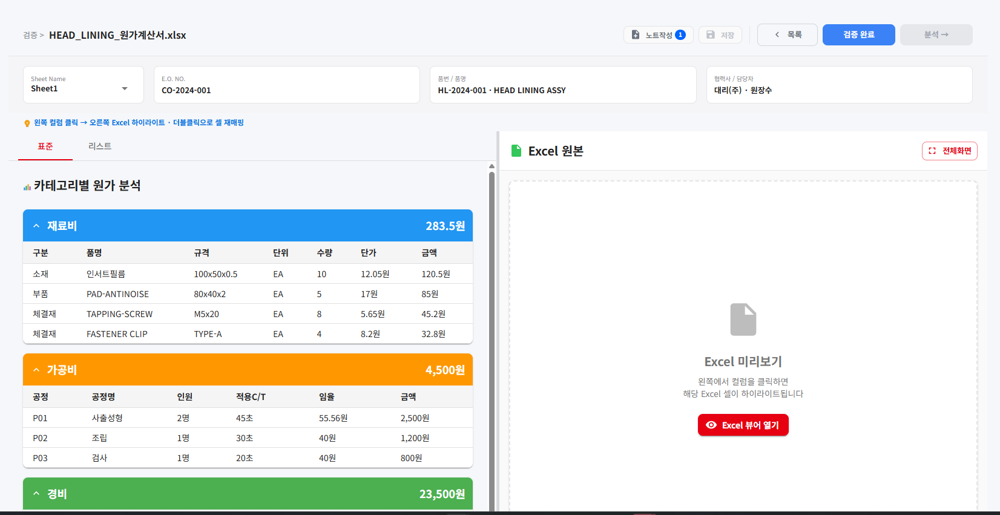 검증 > HEAD_LINING_원가계산서.xlsx
노트작성 1
저장
목록
검증 완료
분석 →
Sheet Name
Sheet1
E.O. NO.
CO-2024-001
품번 / 품명
HL-2024-001 · HEAD LINING ASSY
협력사 / 담당자
대리(주) · 원장수
왼쪽 컬럼 클릭 → 오른쪽 Excel 하이라이트 · 더블클릭으로 셀 재매핑
표준 리스트
카테고리별 원가 분석
재료비 283.5원
구분 품명 규격 단위 수량 단가 금액
소재 인서트필름 100x50x0.5 EA 10 12.05원 120.5원
부품 PAD-ANTINOISE 80x40x2 EA 5 17원 85원
체결재 TAPPING-SCREW M5x20 EA 8 5.65원 45.2원
체결재 FASTENER CLIP TYPE-A EA 4 8.2원 32.8원
가공비 4,500원
공정 공정명 인원 적용C/T 임율 금액
P01 사출성형 2명 45초 55.56원 2,500원
P02 조립 1명 30초 40원 1,200원
P03 검사 1명 20초 40원 800원
경비 23,500원
Excel 원본
전체화면
Excel 미리보기
왼쪽에서 컬럼을 클릭하면
해당 Excel 셀이 하이라이트됩니다
Excel 뷰어 열기